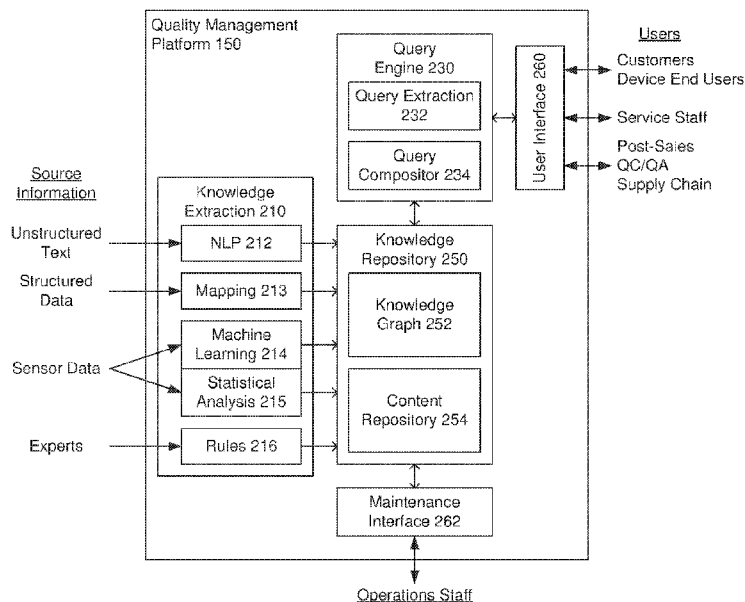 Quality Management
Platform 150
Query
Engine 230
Query Extraction
232
Query
Compositor 234
User Interface 260
Users
Customers
Device End Users
Service Staff
Post-Sales
QC/QA
Supply Chain
Source
Information
Unstructured
Text
Structured
Data
Sensor Data
Experts
Knowledge
Extraction 210
NLP 212
Mapping 213
Machine
Learning 214
Statistical
Analysis 215
Rules 216
Knowledge
Repository 250
Knowledge
Graph 252
Content
Repository 254
Maintenance
Interface 262
Operations Staff